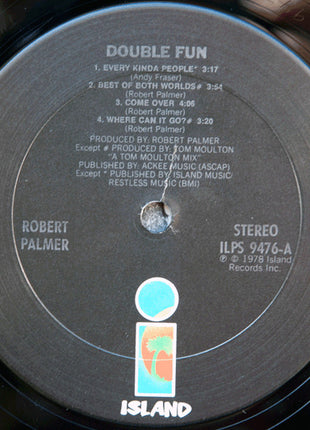 DOUBLE FUN
1. EVERY KINDA PEOPLE* 3:17
(Andy Fraser)
2. BEST OF BOTH WORLDS# 3:54
(Robert Palmer)
3. COME OVER 4:06
(Robert Palmer)
4. WHERE CAN IT GO?# 3:20
(Robert Palmer)
PRODUCED BY: ROBERT PALMER
Except # PRODUCED BY: TOM MOULTON
"A TOM MOULTON MIX"
PUBLISHED BY: ACKEE MUSIC (ASCAP)
Except * PUBLISHED BY: ISLAND MUSIC/
RESTLESS MUSIC (BMI)
ROBERT
PALMER
STEREO
ILPS 9476-A
℗ © 1978 Island
Records Inc.
i
ISLAND